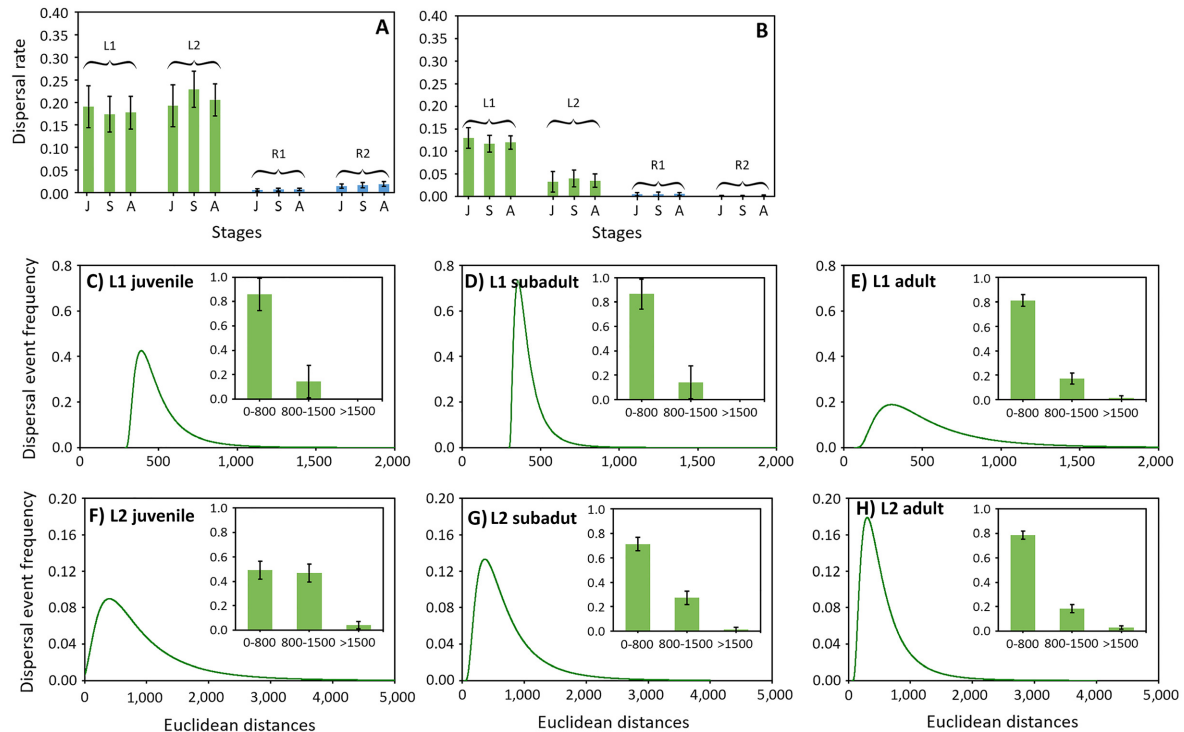 A
Dispersal rate
0.40
0.35
0.30
0.25
0.20
0.15
0.10
0.05
0.00
L1
L2
R1
R2
J S A J S A J S A J S A
Stages
B
0.40
0.35
0.30
0.25
0.20
0.15
0.10
0.05
0.00
L1
L2
R1
R2
J S A J S A J S A J S A
Stages
Dispersal event frequency
C) L1 juvenile
0.8
0.6
0.4
0.2
0.0
0 500 1,000 1,500 2,000
1.0
0.8
0.6
0.4
0.2
0.0
0-800 800-1500 >1500
D) L1 subadult
0.8
0.6
0.4
0.2
0.0
0 500 1,000 1,500 2,000
1.0
0.8
0.6
0.4
0.2
0.0
0-800 800-1500 >1500
E) L1 adult
0.8
0.6
0.4
0.2
0.0
0 500 1,000 1,500 2,000
1.0
0.8
0.6
0.4
0.2
0.0
0-800 800-1500 >1500
Dispersal event frequency
F) L2 juvenile
0.20
0.16
0.12
0.08
0.04
0.00
0 1,000 2,000 3,000 4,000 5,000
1.0
0.8
0.6
0.4
0.2
0.0
0-800 800-1500 >1500
Euclidean distances
G) L2 subadut
0.20
0.16
0.12
0.08
0.04
0.00
0 1,000 2,000 3,000 4,000 5,000
1.0
0.8
0.6
0.4
0.2
0.0
0-800 800-1500 >1500
Euclidean distances
H) L2 adult
0.20
0.16
0.12
0.08
0.04
0.00
0 1,000 2,000 3,000 4,000 5,000
1.0
0.8
0.6
0.4
0.2
0.0
0-800 800-1500 >1500
Euclidean distances